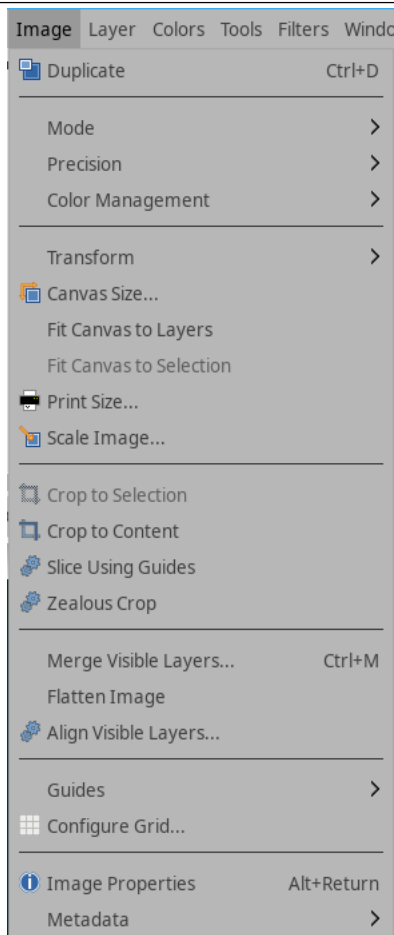 Image Layer Colors Tools Filters Windo
Duplicate Ctrl+D
Mode
Precision
Color Management
Transform
Canvas Size...
Fit Canvas to Layers
Fit Canvas to Selection
Print Size...
Scale Image...
Crop to Selection
Crop to Content
Slice Using Guides
Zealous Crop
Merge Visible Layers... Ctrl+M
Flatten Image
Align Visible Layers...
Guides
Configure Grid...
Image Properties Alt+Return
Metadata